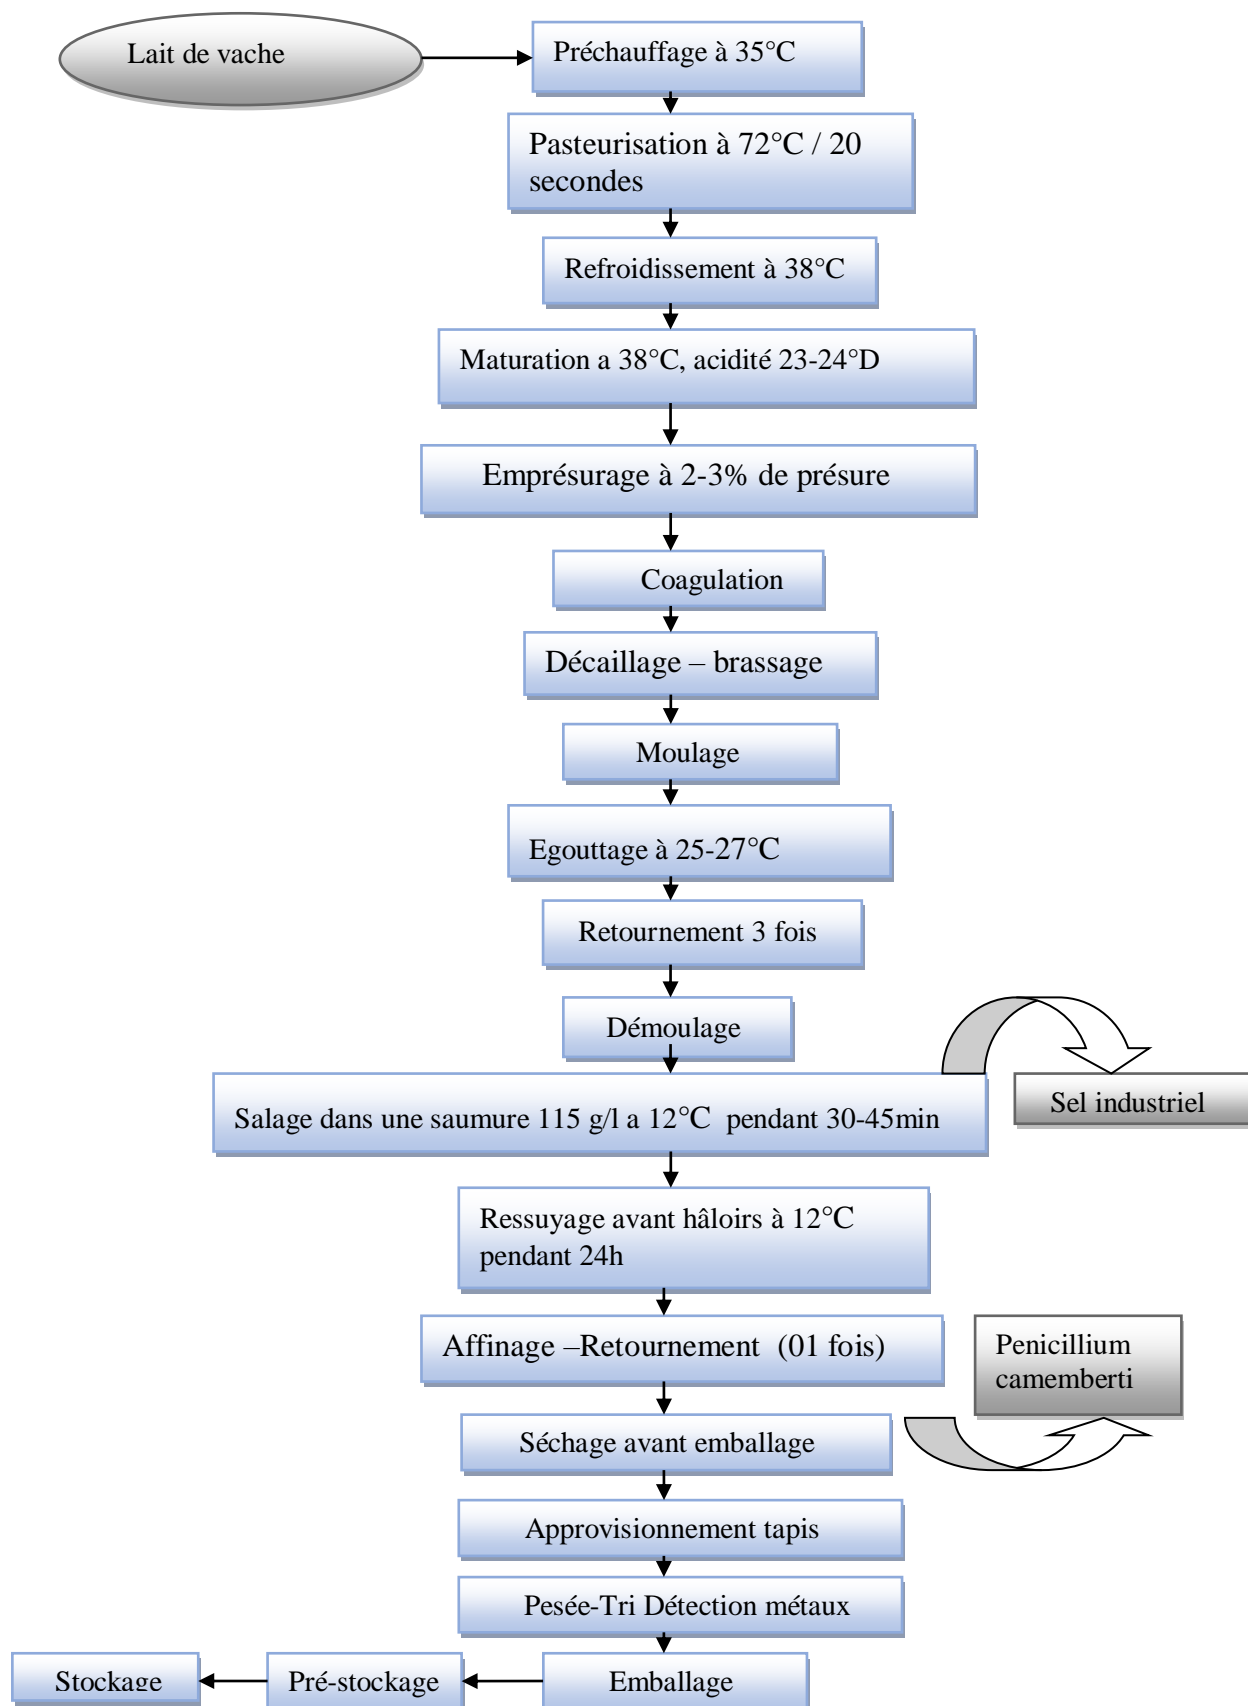 Lait de vache
Préchauffage à 35°C
Pasteurisation à 72°C / 20
secondes
Refroidissement à 38°C
Maturation a 38°C, acidité 23-24°D
Emprésurage à 2-3% de présure
Coagulation
Décaillage – brassage
Moulage
Egouttage à 25-27°C
Retournement 3 fois
Démoulage
Salage dans une saumure 115 g/l a 12°C pendant 30-45min
Sel industriel
Ressuyage avant hâloirs à 12°C
pendant 24h
Affinage –Retournement (01 fois)
Penicillium
camemberti
Séchage avant emballage
Approvisionnement tapis
Pesée-Tri Détection métaux
Stockage
Pré-stockage
Emballage